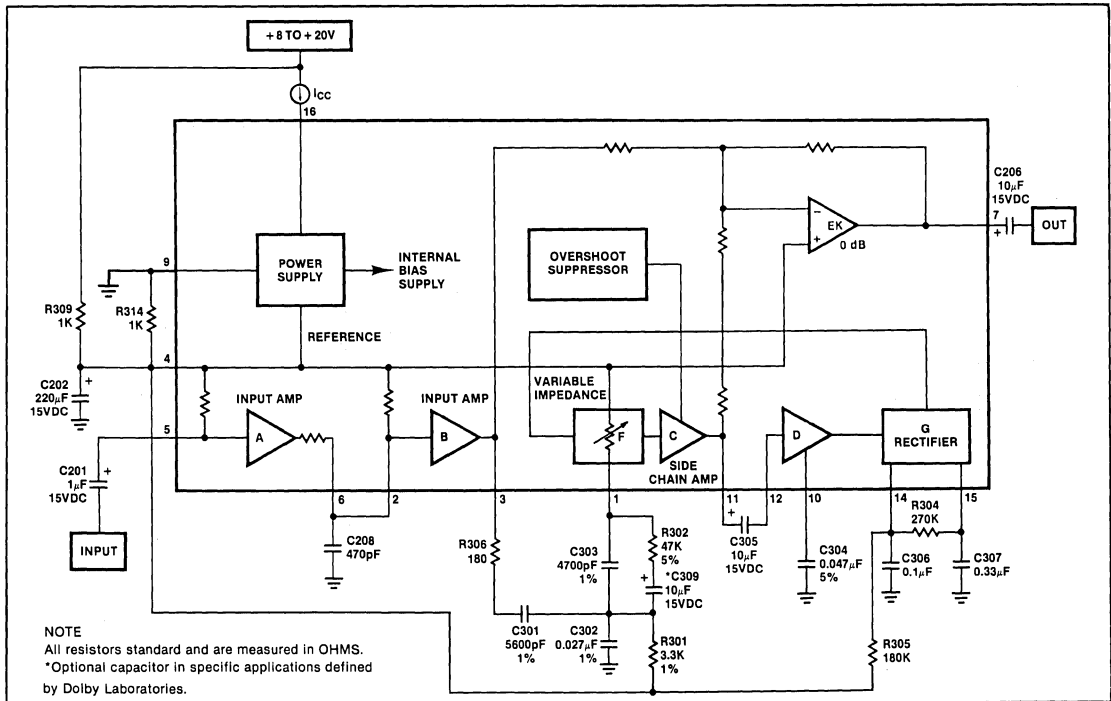 + 8 TO + 20V
ICC
16
C206
10µF
15VDC
7
+
OUT
−
EK
+
0 dB
OVERSHOOT
SUPPRESSOR
9
POWER
SUPPLY
INTERNAL
BIAS
SUPPLY
R309
1K
R314
1K
REFERENCE
4
C202
220µF
15VDC
+
VARIABLE
IMPEDANCE
INPUT AMP
INPUT AMP
5
A
B
F
C
D
G
RECTIFIER
SIDE
CHAIN AMP
C201
1µF
15VDC
+
6
2
3
1
11
12
10
14
15
INPUT
C208
470pF
R306
180
C303
4700pF
1%
R302
47K
5%
+
*C309
10µF
15VDC
+
C305
10µF
15VDC
C304
0.047µF
5%
R304
270K
C306
0.1µF
C307
0.33µF
C301
5600pF
1%
C302
0.027µF
1%
R301
3.3K
1%
R305
180K
NOTE
All resistors standard and are measured in OHMS.
*Optional capacitor in specific applications defined
by Dolby Laboratories.